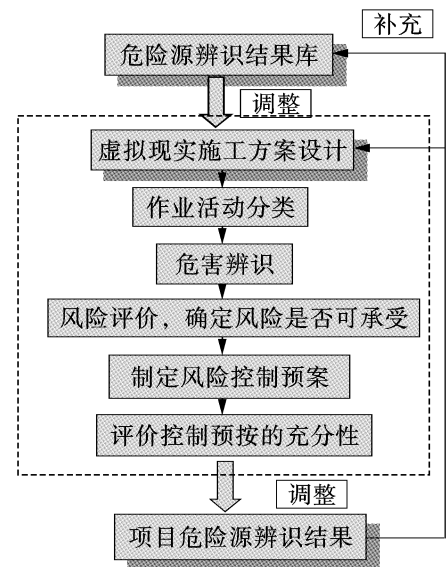 补充
危险源辨识结果库
调整
虚拟现实施工方案设计
作业活动分类
危害辨识
风险评价，确定风险是否可承受
制定风险控制预案
评价控制预按的充分性
调整
项目危险源辨识结果